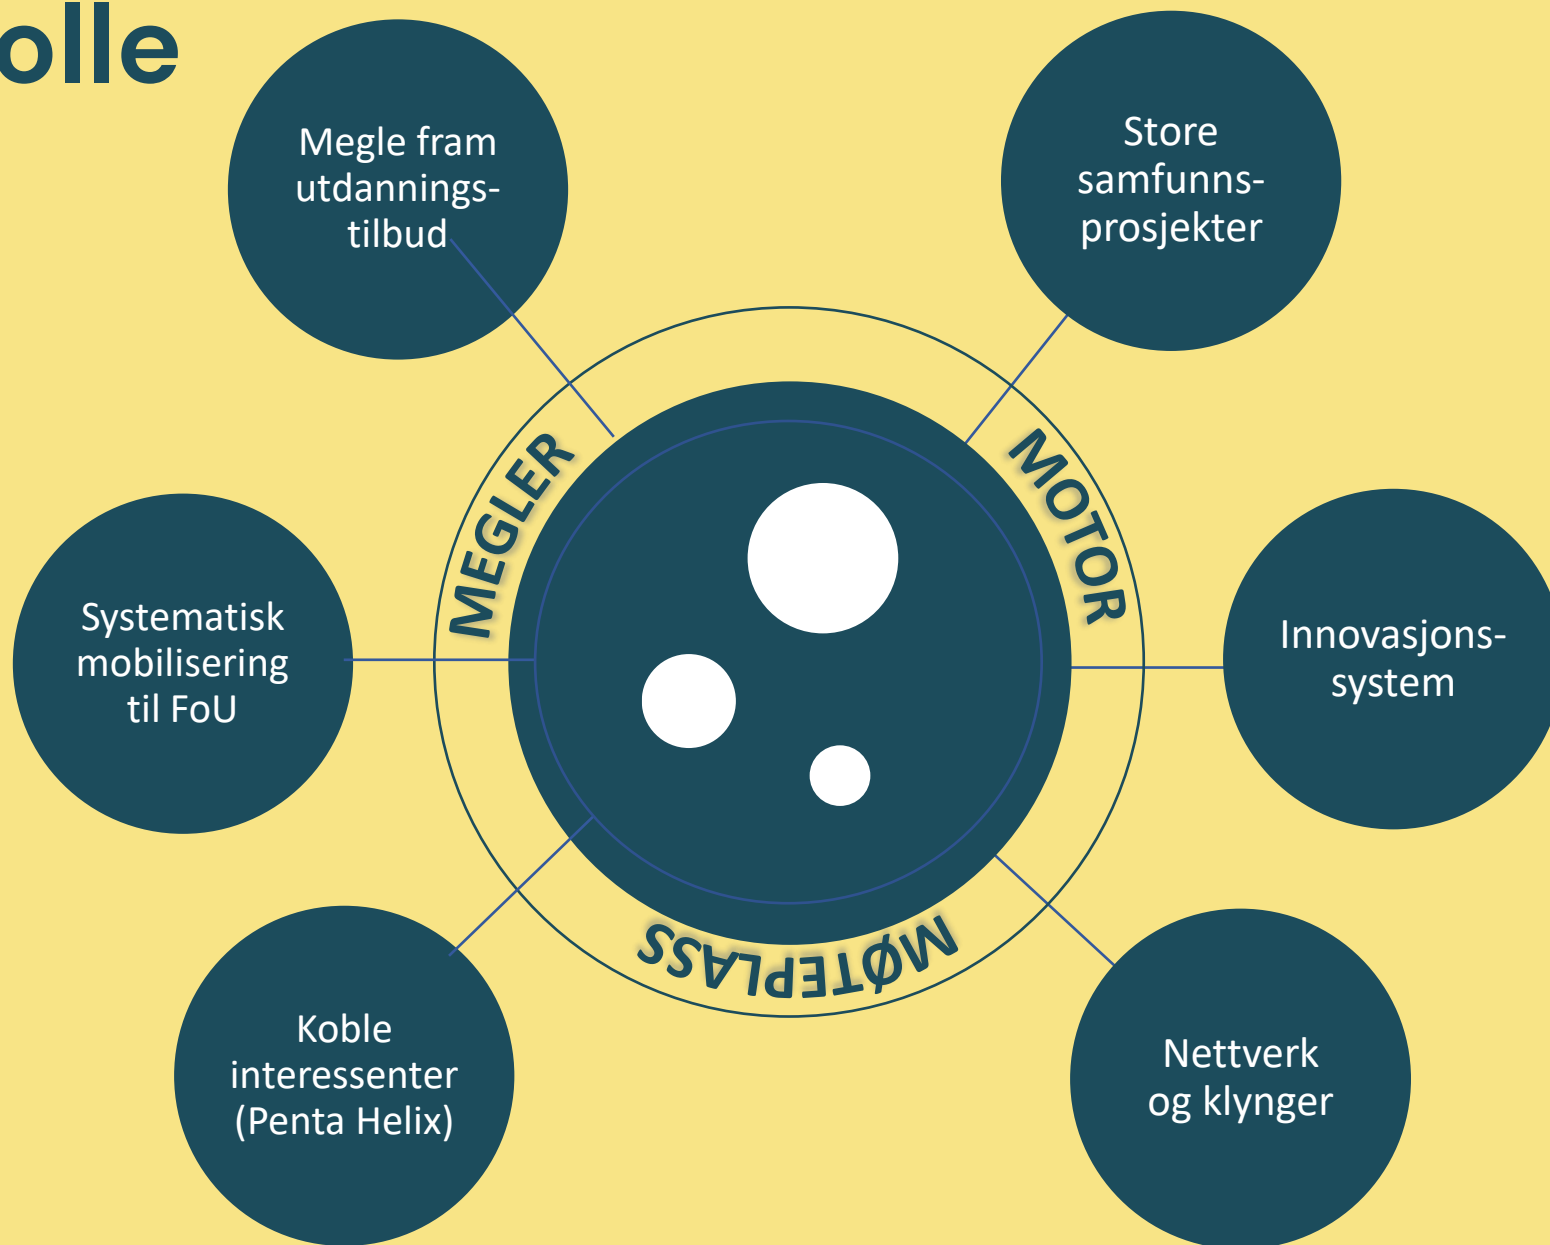 olle
Megle fram
utdannings-
tilbud
Store
samfunns-
prosjekter
MEGLER
MOTOR
Systematisk
mobilisering
til FoU
Innovasjons-
system
MØTEPLASS
Koble
interessenter
(Penta Helix)
Nettverk
og klynger